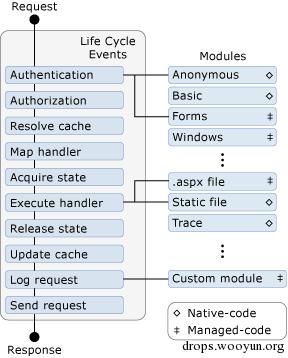 Request
Life Cycle
Events
Modules
Authentication
Anonymous ◇
Authorization
Basic ◇
Resolve cache
Forms ‡
Map handler
Windows ‡
Acquire state
.aspx file ‡
Execute handler
Static file ◇
Release state
Trace ◇
Update cache
Log request
Custom module ‡
Send request
◇ Native-code
‡ Managed-code
Response
drops.wooyun.org